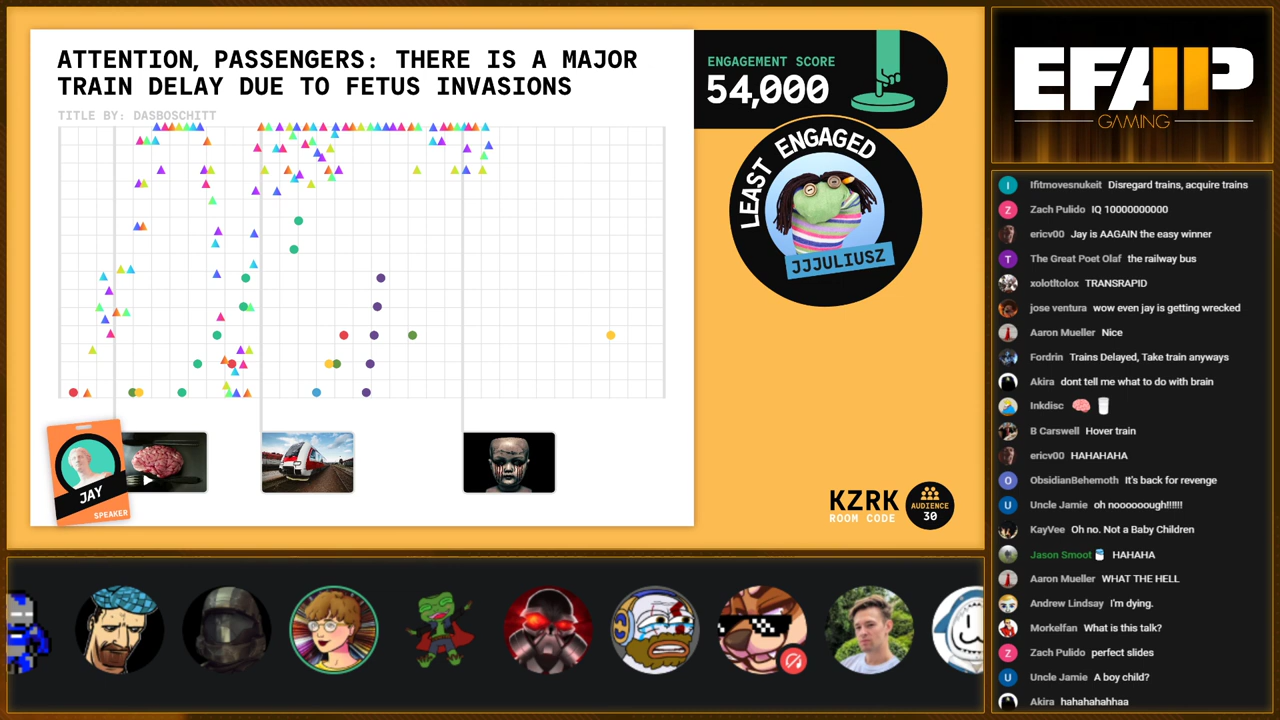 ATTENTION, PASSENGERS: THERE IS A MAJOR
TRAIN DELAY DUE TO FETUS INVASIONS
TITLE BY: DASBOSCHITT
ENGAGEMENT SCORE
54,000
LEAST ENGAGED
JJJULIUSZ
JAY
SPEAKER
KZRK
ROOM CODE
AUDIENCE
30
EFAP
GAMING
I Ifitmovesnukeit Disregard trains, acquire trains
Z Zach Pulido IQ 10000000000
ericv00 Jay is AAGAIN the easy winner
T The Great Poet Olaf the railway bus
xolotltolox TRANSRAPID
jose ventura wow even jay is getting wrecked
Aaron Mueller Nice
Fordrin Trains Delayed, Take train anyways
Akira dont tell me what to do with brain
Inkdisc 🧠 🥛
B Carswell Hover train
ericv00 HAHAHAHA
O ObsidianBehemoth It's back for revenge
U Uncle Jamie oh nooooooough!!!!!!
KayVee Oh no. Not a Baby Children
Jason Smoot HAHAHA
Aaron Mueller WHAT THE HELL
Andrew Lindsay I'm dying.
Morkelfan What is this talk?
Z Zach Pulido perfect slides
U Uncle Jamie A boy child?
Akira hahahahahhaa